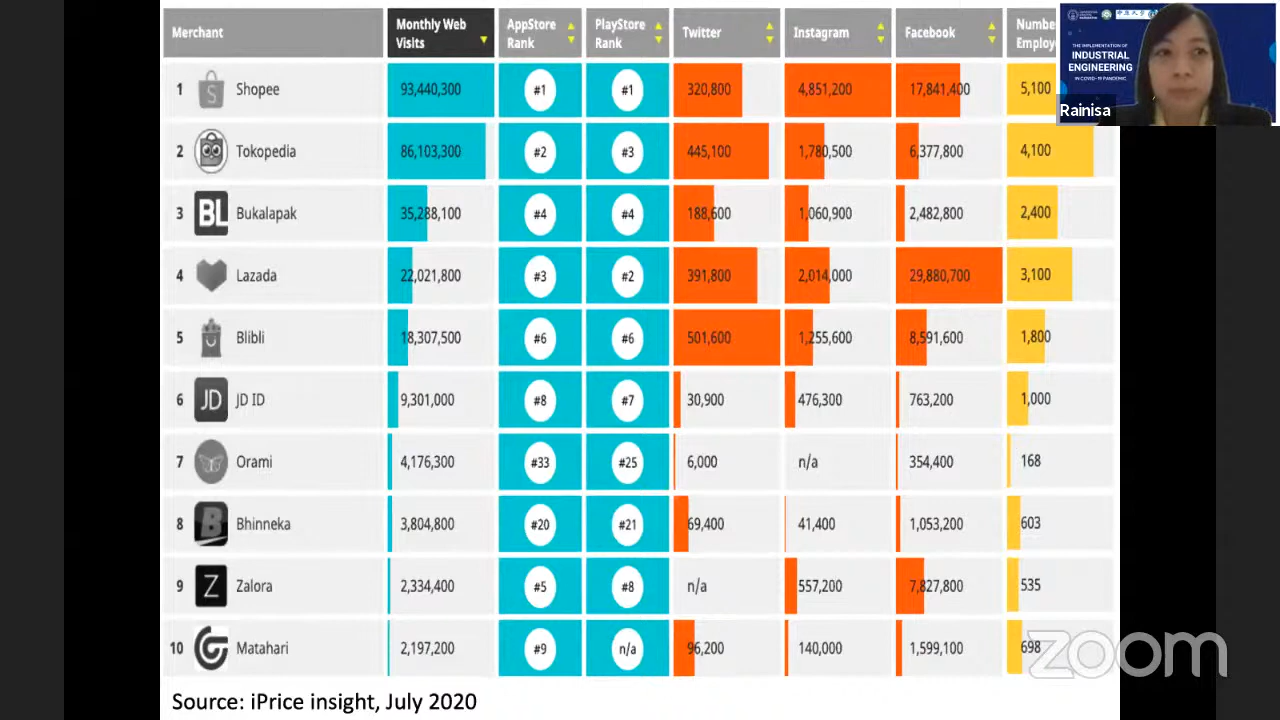 Merchant
Monthly Web
Visits
AppStore
Rank
PlayStore
Rank
Twitter
Instagram
Facebook
Numbe
Employ
1 Shopee 93,440,300 #1 #1 320,800 4,851,200 17,841,400 5,100
2 Tokopedia 86,103,300 #2 #3 445,100 1,780,500 6,377,800 4,100
3 BL Bukalapak 35,288,100 #4 #4 188,600 1,060,900 2,482,800 2,400
4 Lazada 22,021,800 #3 #2 391,800 2,014,000 29,880,700 3,100
5 Blibli 18,307,500 #6 #6 501,600 1,255,600 8,591,600 1,800
6 JD JD ID 9,301,000 #8 #7 30,900 476,300 763,200 1,000
7 Orami 4,176,300 #33 #25 6,000 n/a 354,400 168
8 B Bhinneka 3,804,800 #20 #21 69,400 41,400 1,053,200 603
9 Z Zalora 2,334,400 #5 #8 n/a 557,200 7,827,800 535
10 Matahari 2,197,200 #9 n/a 96,200 140,000 1,599,100 698
Source: iPrice insight, July 2020
THE IMPLEMENTATION OF
INDUSTRIAL
ENGINEERING
IN COVID-19 PANDEMIC
Rainisa
zoom